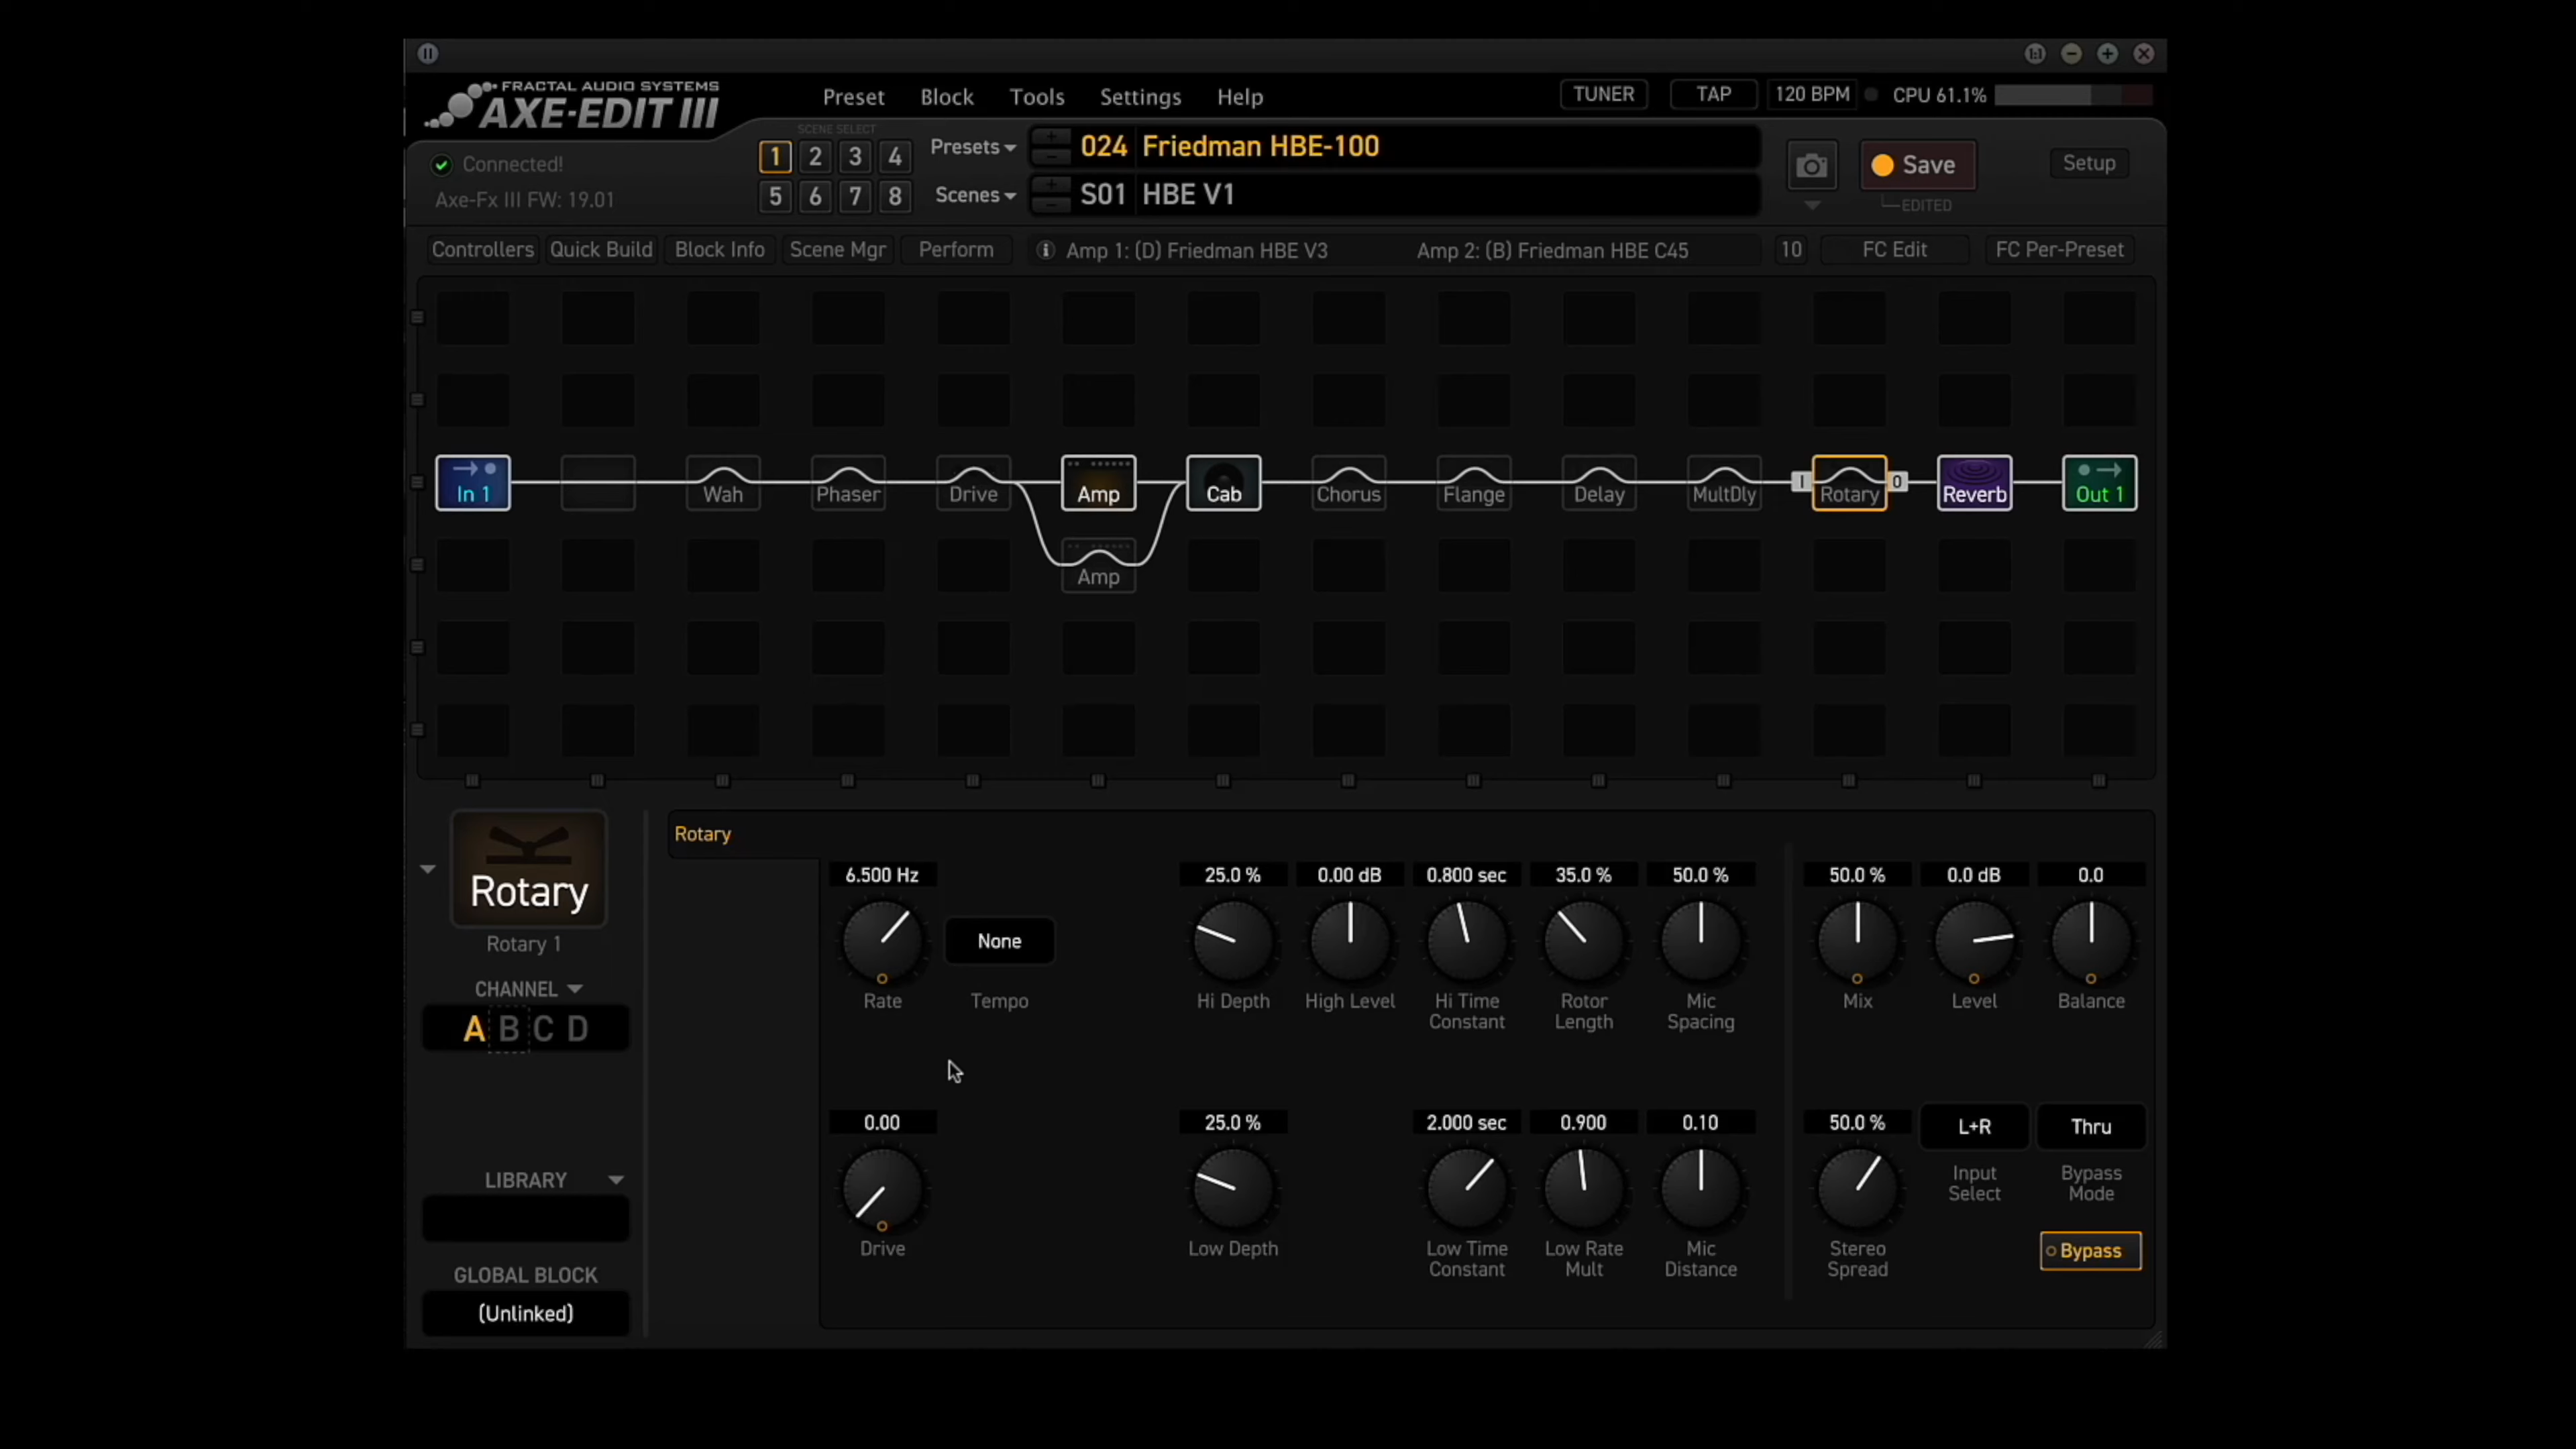 FRACTAL AUDIO SYSTEMS
AXE-EDIT III
Preset Block Tools Settings Help
TUNER TAP 120 BPM CPU 61.1%
SCENE SELECT
1 2 3 4
5 6 7 8
Connected!
Axe-Fx III FW: 19.01
Presets 024 Friedman HBE-100
Scenes S01 HBE V1
Save
EDITED
Setup
Controllers Quick Build Block Info Scene Mgr Perform
Amp 1: (D) Friedman HBE V3 Amp 2: (B) Friedman HBE C45
10 FC Edit FC Per-Preset
In 1 Wah Phaser Drive Amp Cab Chorus Flange Delay MultDly I Rotary O Reverb Out 1
Amp
Rotary
Rotary 1
CHANNEL
A B C D
LIBRARY
GLOBAL BLOCK
(Unlinked)
Rotary
6.500 Hz 25.0 % 0.00 dB 0.800 sec 35.0 % 50.0 % 50.0 % 0.0 dB 0.0
None
Rate Tempo Hi Depth High Level Hi Time Constant Rotor Length Mic Spacing Mix Level Balance
0.00 25.0 % 2.000 sec 0.900 0.10 50.0 % L+R Thru
Input Select Bypass Mode
Drive Low Depth Low Time Constant Low Rate Mult Mic Distance Stereo Spread Bypass